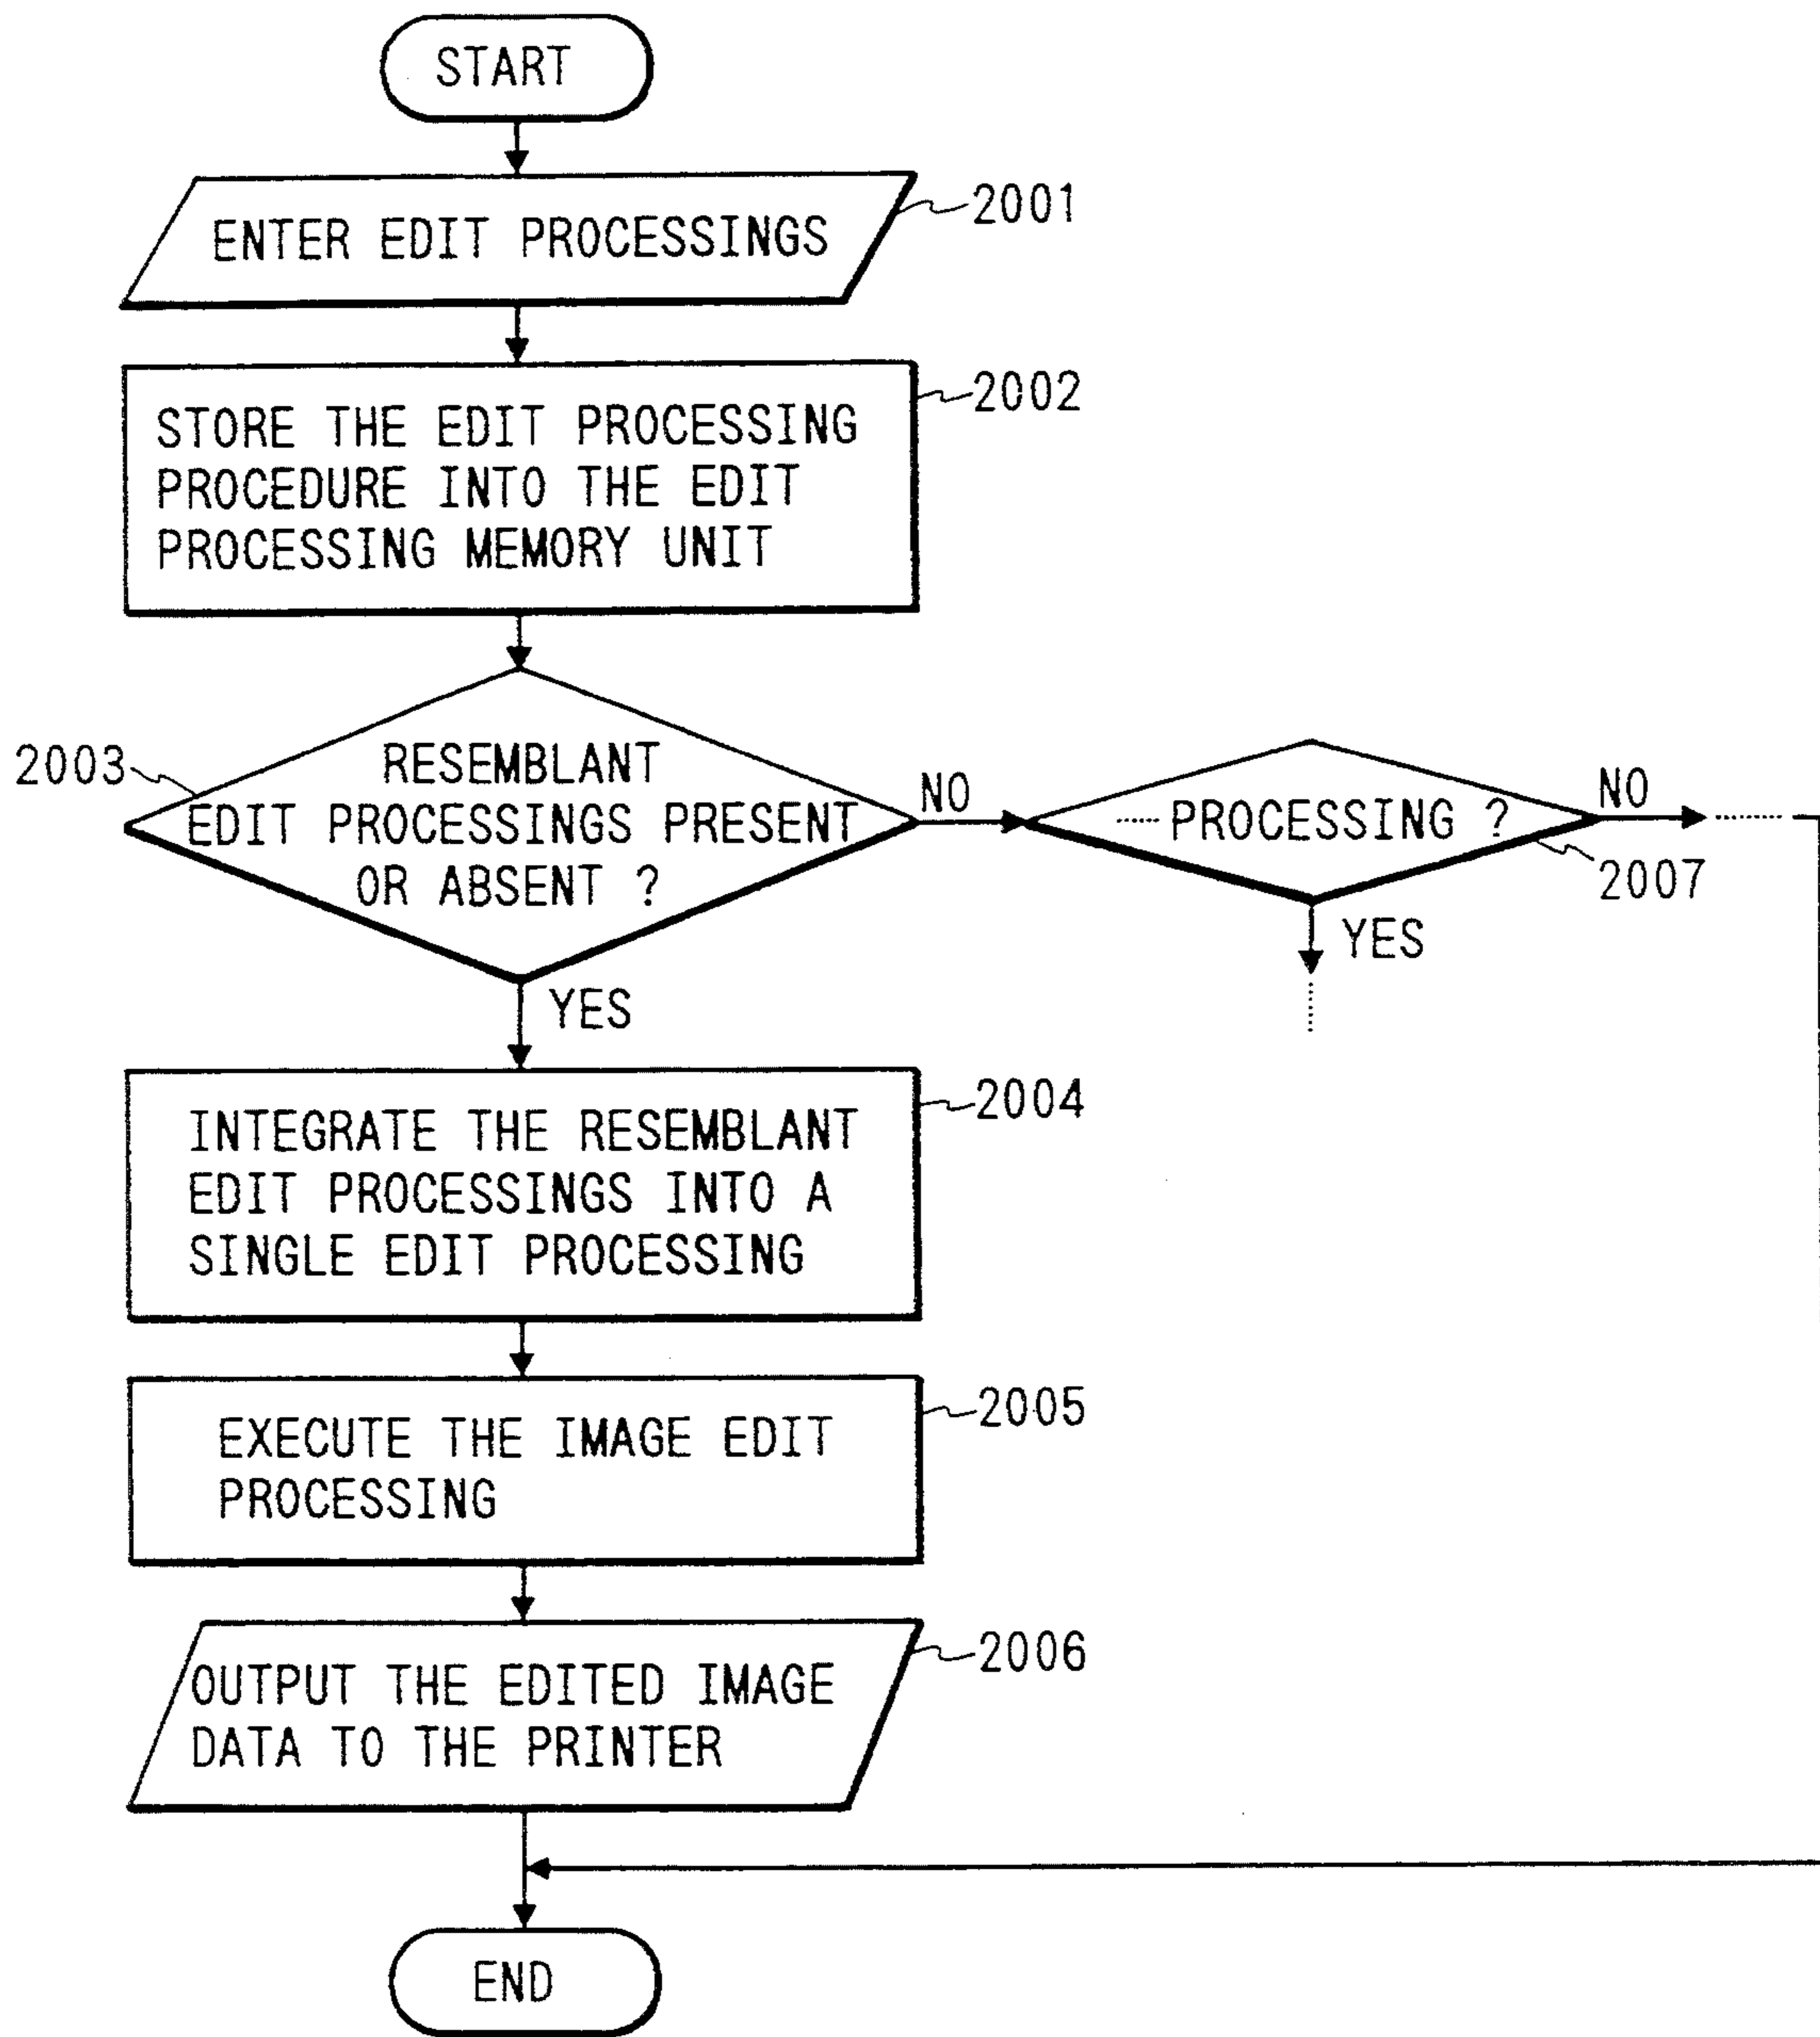 START
ENTER EDIT PROCESSINGS
2001
STORE THE EDIT PROCESSING
PROCEDURE INTO THE EDIT
PROCESSING MEMORY UNIT
2002
2003
RESEMBLANT
EDIT PROCESSINGS PRESENT
OR ABSENT ?
NO
YES
..... PROCESSING ?
NO
2007
YES
INTEGRATE THE RESEMBLANT
EDIT PROCESSINGS INTO A
SINGLE EDIT PROCESSING
2004
EXECUTE THE IMAGE EDIT
PROCESSING
2005
OUTPUT THE EDITED IMAGE
DATA TO THE PRINTER
2006
END